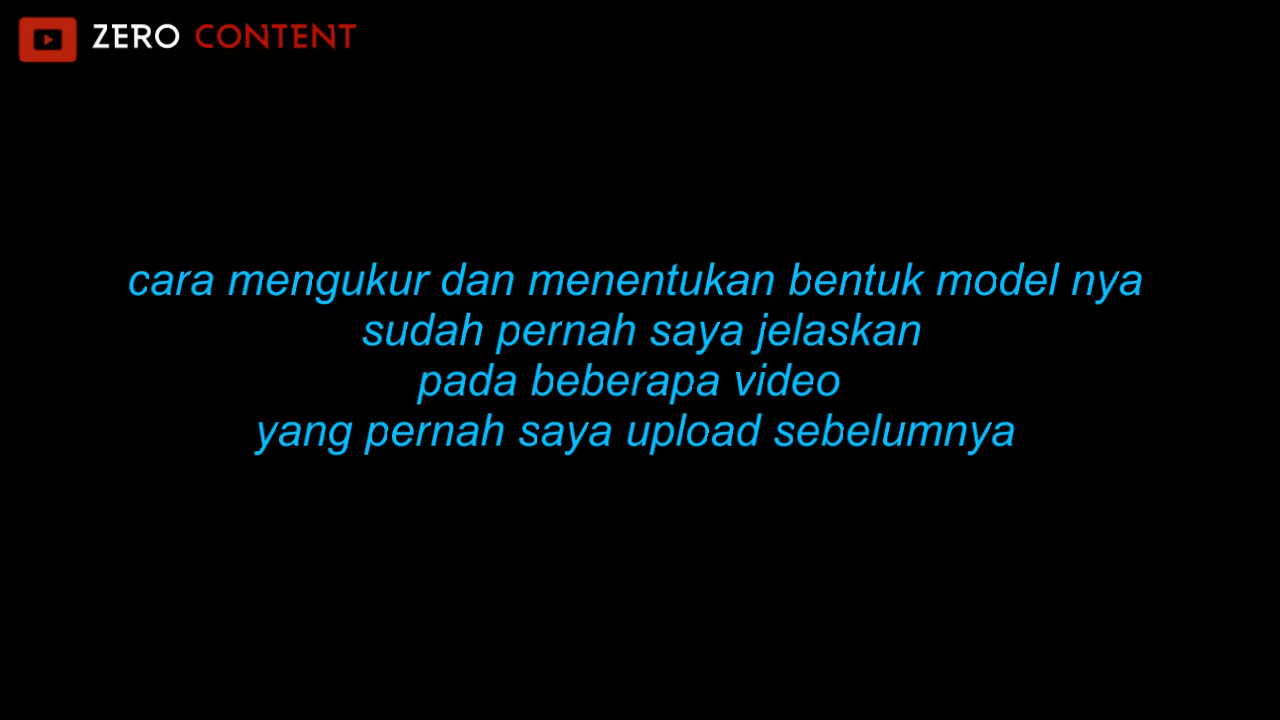 ZERO CONTENT
cara mengukur dan menentukan bentuk model nya
sudah pernah saya jelaskan
pada beberapa video
yang pernah saya upload sebelumnya